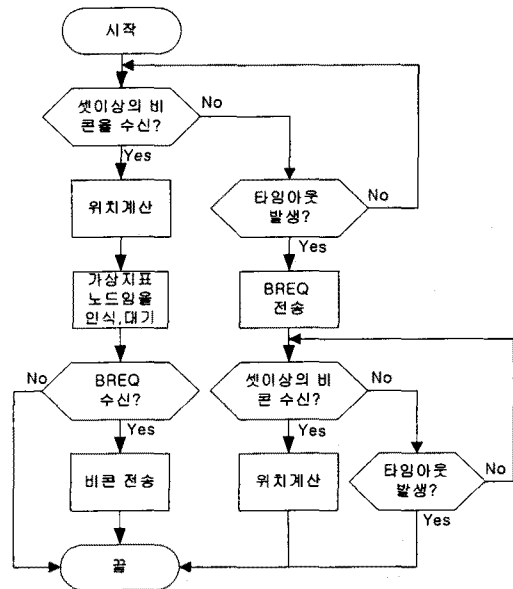 시작
셋이상의 비
콘을 수신?
No
Yes
위치계산
타임아웃
발생?
No
Yes
가상지표
노드임을
인식,대기
BREQ
전송
No
BREQ
수신?
Yes
셋이상의 비
콘 수신?
No
Yes
비콘 전송
위치계산
타임아웃
발생?
No
Yes
끝